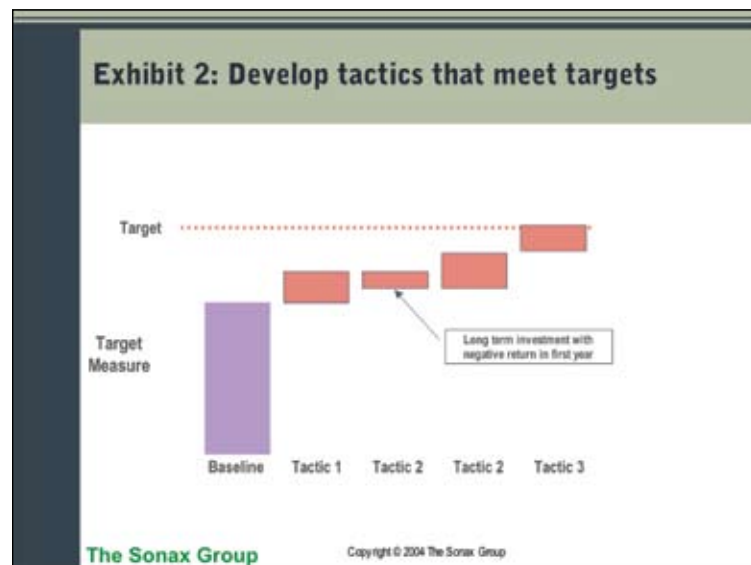 Exhibit 2: Develop tactics that meet targets
Target
Target
Measure
Long term investment with
negative return in first year
Baseline Tactic 1 Tactic 2 Tactic 2 Tactic 3
The Sonax Group
Copyright © 2004 The Sonax Group